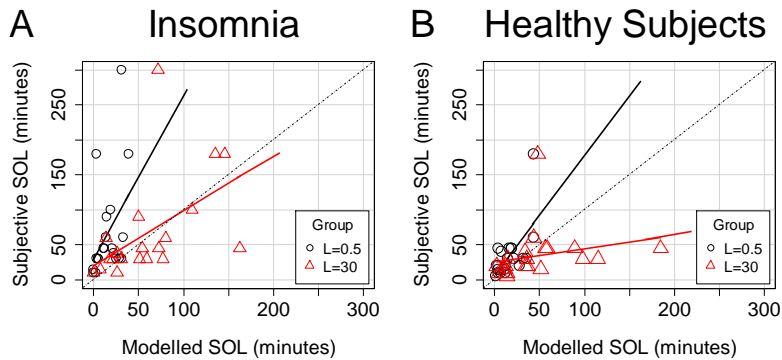 A Insomnia
Subjective SOL (minutes)
0 50 150 250
0 50 100 200 300
Modelled SOL (minutes)
Group
L=0.5
L=30
B Healthy Subjects
Subjective SOL (minutes)
0 50 150 250
0 50 100 200 300
Modelled SOL (minutes)
Group
L=0.5
L=30